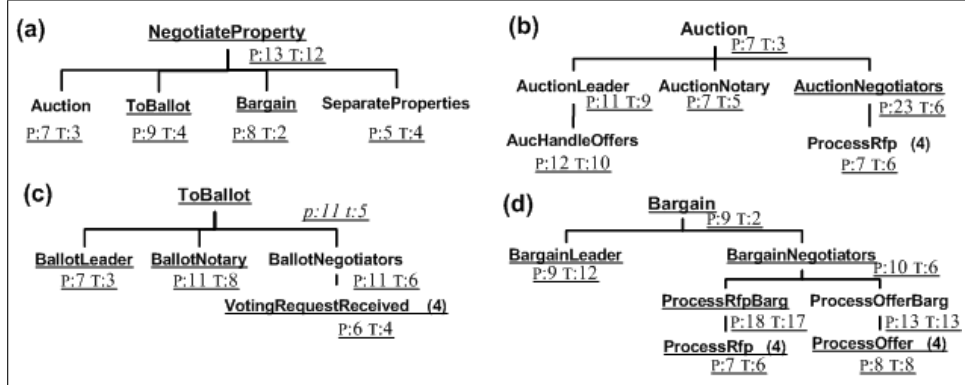 (a)
NegotiateProperty
P:13 T:12
Auction ToBallot Bargain SeparateProperties
P:7 T:3 P:9 T:4 P:8 T:2 P:5 T:4
(b)
Auction
P:7 T:3
AuctionLeader AuctionNotary AuctionNegotiators
P:11 T:9 P:7 T:5 P:23 T:6
AucHandleOffers ProcessRfp (4)
P:12 T:10 P:7 T:6
(c)
ToBallot
p:11 t:5
BallotLeader BallotNotary BallotNegotiators
P:7 T:3 P:11 T:8 P:11 T:6
VotingRequestReceived (4)
P:6 T:4
(d)
Bargain
P:9 T:2
BargainLeader BargainNegotiators
P:9 T:12 P:10 T:6
ProcessRfpBarg ProcessOfferBarg
P:18 T:17 P:13 T:13
ProcessRfp (4) ProcessOffer (4)
P:7 T:6 P:8 T:8